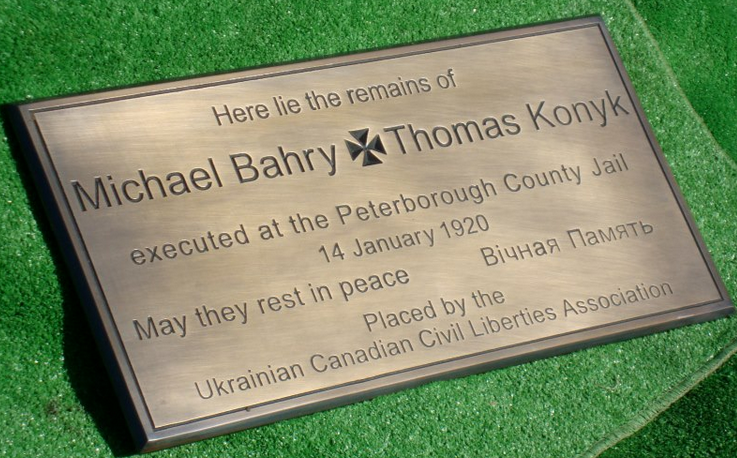 Here lie the remains of
Michael Bahry ✠ Thomas Konyk
executed at the Peterborough County Jail
14 January 1920
May they rest in peace Вічная Память
Placed by the
Ukrainian Canadian Civil Liberties Association